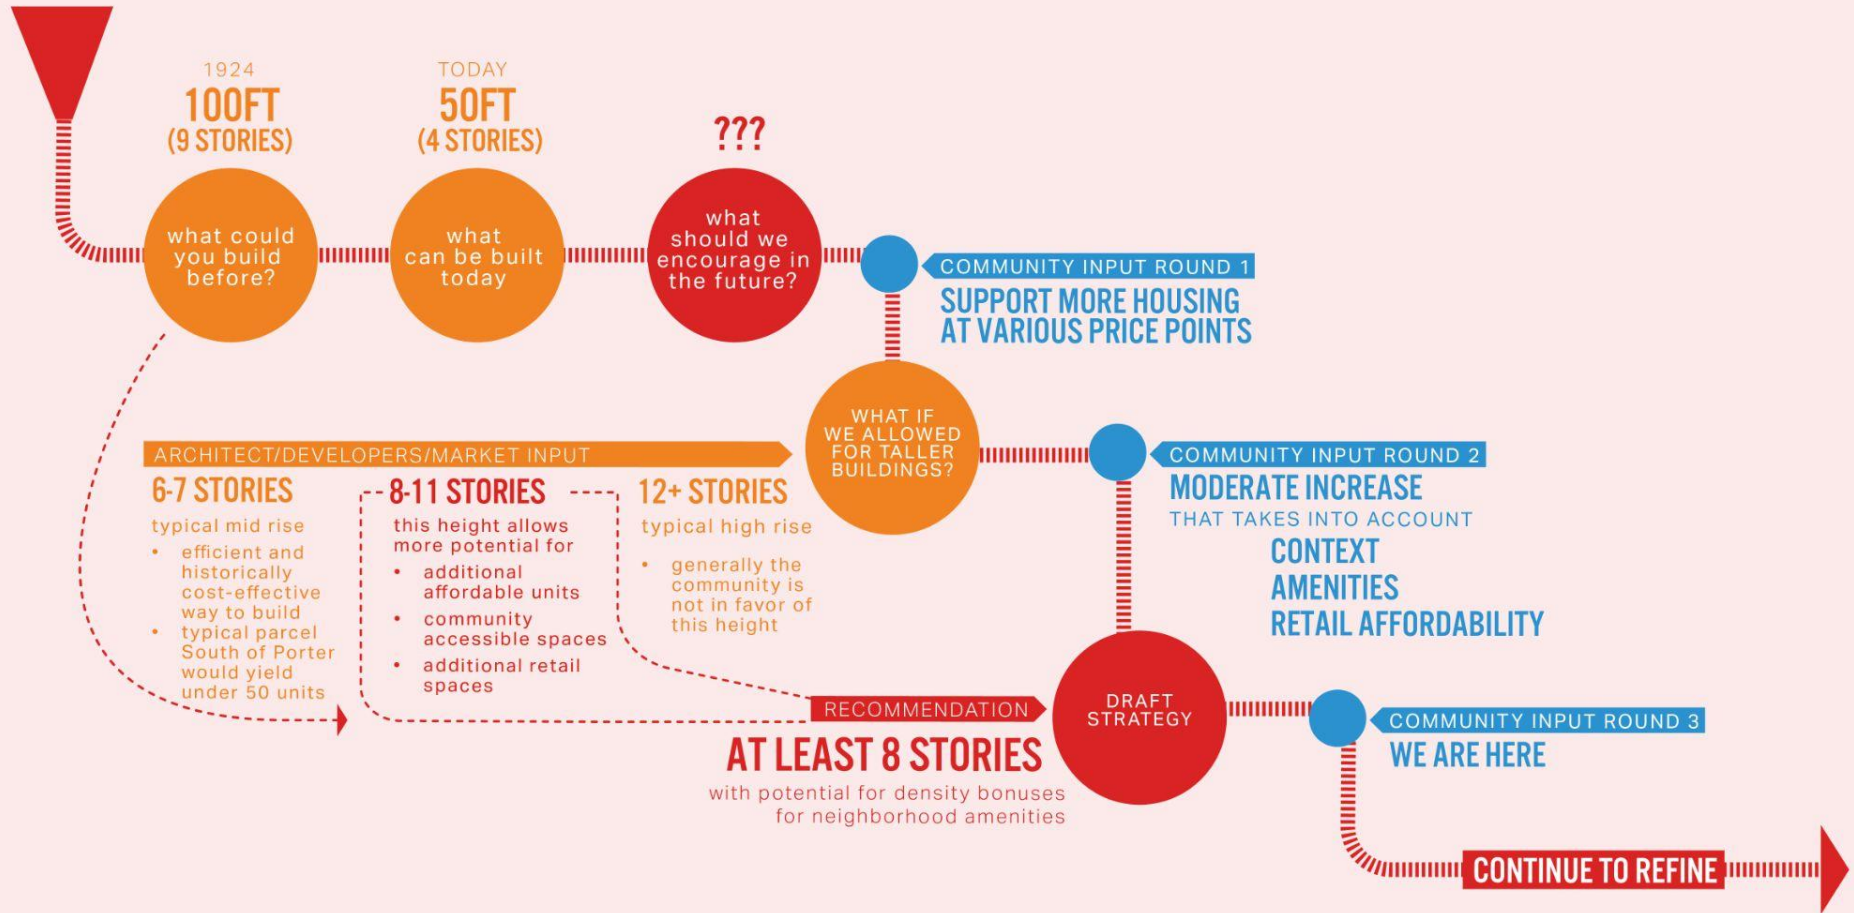 1924
100FT
(9 STORIES)
what could
you build
before?
TODAY
50FT
(4 STORIES)
what
can be built
today
???
what
should we
encourage in
the future?
COMMUNITY INPUT ROUND 1
SUPPORT MORE HOUSING
AT VARIOUS PRICE POINTS
WHAT IF
WE ALLOWED
FOR TALLER
BUILDINGS?
ARCHITECT/DEVELOPERS/MARKET INPUT
6-7 STORIES
typical mid rise
• efficient and
historically
cost-effective
way to build
• typical parcel
South of Porter
would yield
under 50 units
8-11 STORIES
this height allows
more potential for
• additional
affordable units
• community
accessible spaces
• additional retail
spaces
12+ STORIES
typical high rise
• generally the
community is
not in favor of
this height
COMMUNITY INPUT ROUND 2
MODERATE INCREASE
THAT TAKES INTO ACCOUNT
CONTEXT
AMENITIES
RETAIL AFFORDABILITY
RECOMMENDATION
AT LEAST 8 STORIES
with potential for density bonuses
for neighborhood amenities
DRAFT
STRATEGY
COMMUNITY INPUT ROUND 3
WE ARE HERE
CONTINUE TO REFINE